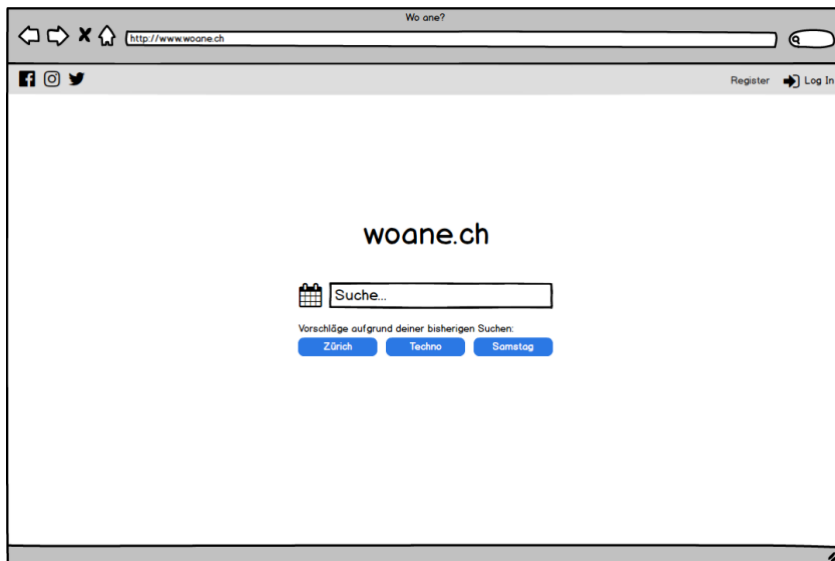 Wo ane?
http://www.woane.ch
Register Log In
woane.ch
Suche...
Vorschläge aufgrund deiner bisherigen Suchen:
Zürich Techno Samstag